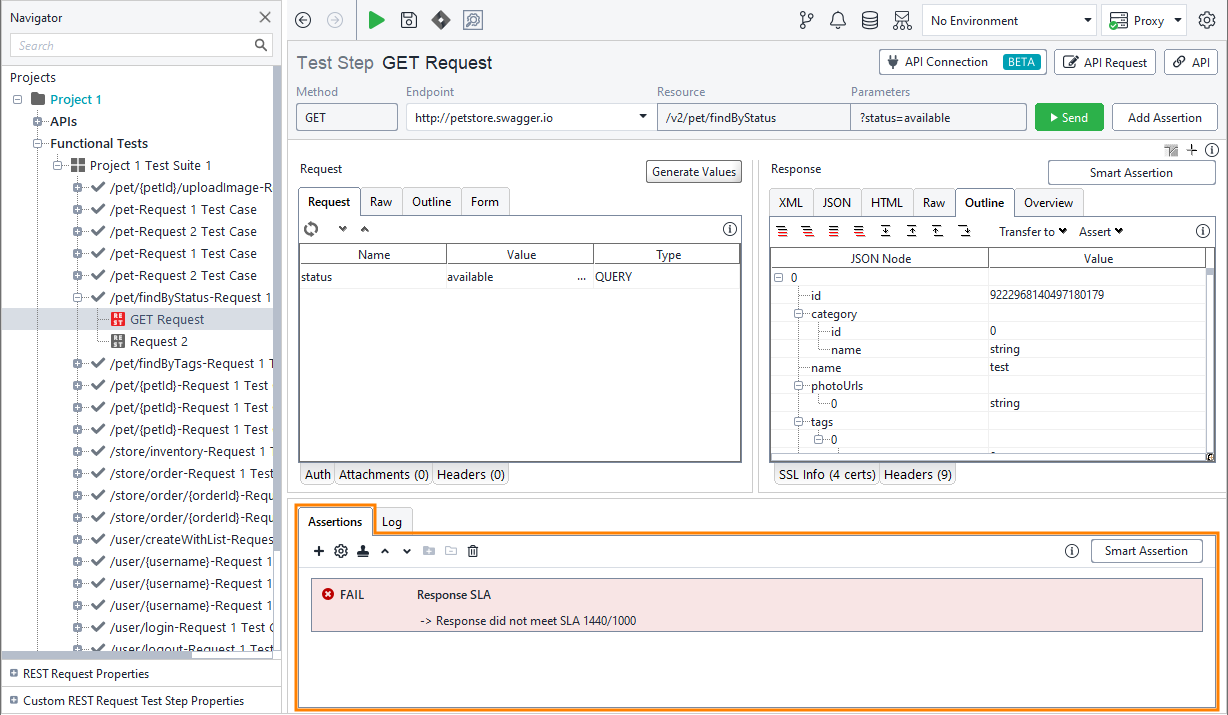 Navigator
Search
Projects
Project 1
APIs
Functional Tests
Project 1 Test Suite 1
/pet/{petId}/uploadImage-R
/pet-Request 1 Test Case
/pet-Request 2 Test Case
/pet-Request 1 Test Case
/pet-Request 2 Test Case
/pet/findByStatus-Request 1
REST GET Request
REST Request 2
/pet/findByTags-Request 1 T
/pet/{petId}-Request 1 Test
/pet/{petId}-Request 1 Test
/pet/{petId}-Request 1 Test
/store/inventory-Request 1 T
/store/order-Request 1 Test
/store/order/{orderId}-Requ
/store/order/{orderId}-Requ
/user/createWithList-Reques
/user/{username}-Request 1
/user/{username}-Request 1
/user/{username}-Request 1
/user/login-Request 1 Test C
/user/logout-Request 1 Test
REST Request Properties
Custom REST Request Test Step Properties
No Environment
Proxy
Test Step GET Request
API Connection BETA
API Request
API
Method
Endpoint
Resource
Parameters
GET
http://petstore.swagger.io
/v2/pet/findByStatus
?status=available
Send
Add Assertion
Request
Generate Values
Request Raw Outline Form
Name Value Type
status available ... QUERY
Auth Attachments (0) Headers (0)
Response
Smart Assertion
XML JSON HTML Raw Outline Overview
Transfer to Assert
JSON Node Value
0
id 9222968140497180179
category
id 0
name string
name test
photoUrls
0 string
tags
0
SSL Info (4 certs) Headers (9)
Assertions Log
Smart Assertion
FAIL Response SLA
-> Response did not meet SLA 1440/1000